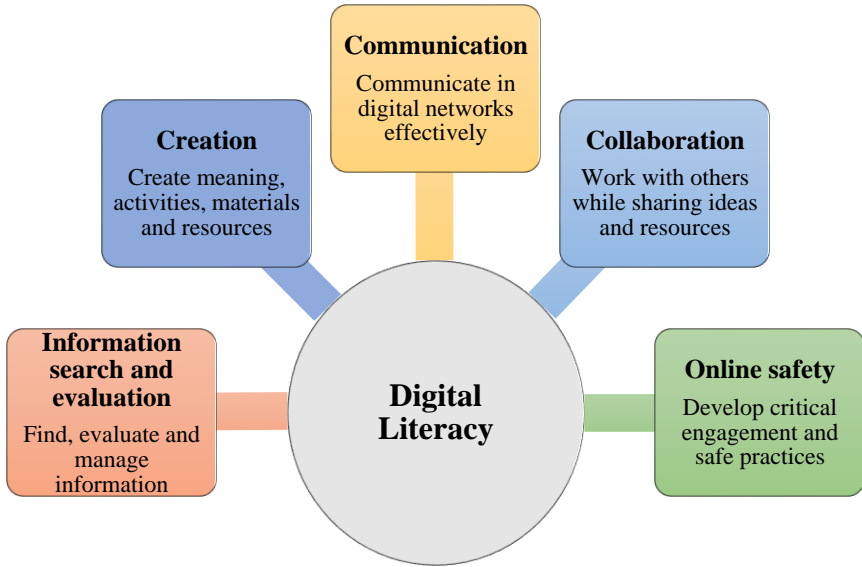 Communication
Communicate in
digital networks
effectively
Creation
Create meaning,
activities, materials
and resources
Collaboration
Work with others
while sharing ideas
and resources
Information
search and
evaluation
Find, evaluate and
manage
information
Digital
Literacy
Online safety
Develop critical
engagement and
safe practices